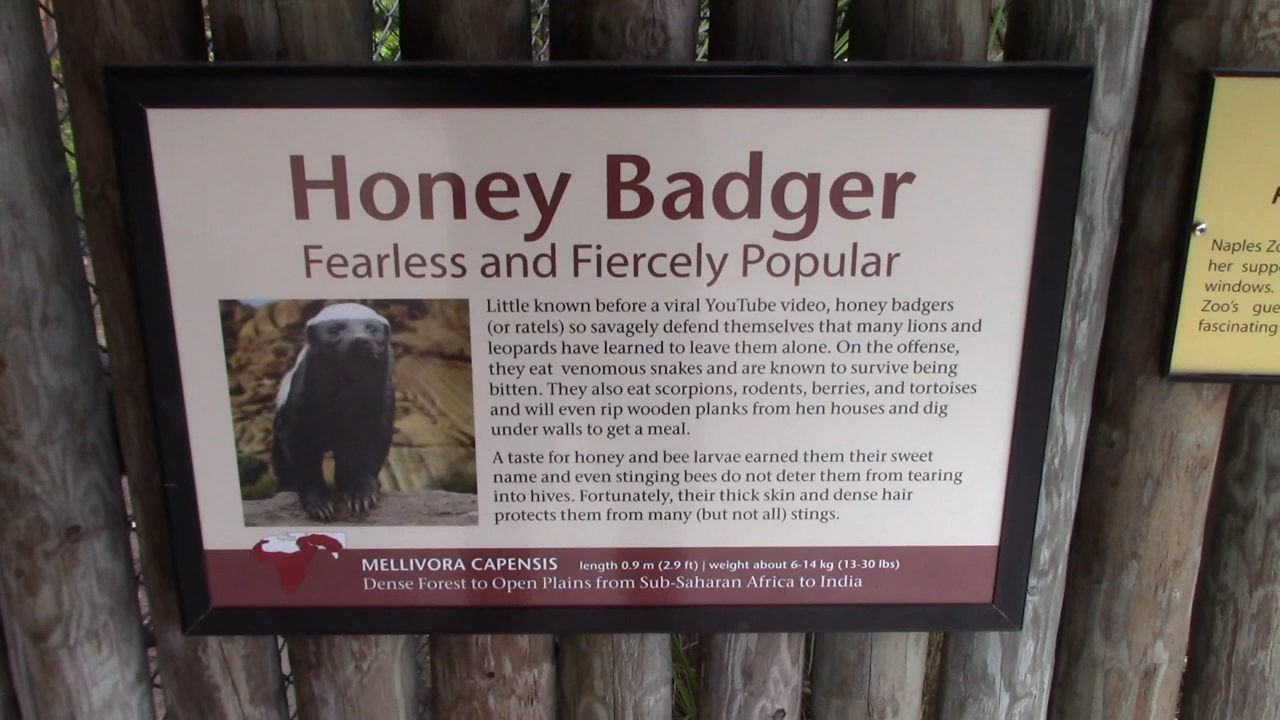 Honey Badger
Fearless and Fiercely Popular
Little known before a viral YouTube video, honey badgers
(or ratels) so savagely defend themselves that many lions and
leopards have learned to leave them alone. On the offense,
they eat venomous snakes and are known to survive being
bitten. They also eat scorpions, rodents, berries, and tortoises
and will even rip wooden planks from hen houses and dig
under walls to get a meal.
A taste for honey and bee larvae earned them their sweet
name and even stinging bees do not deter them from tearing
into hives. Fortunately, their thick skin and dense hair
protects them from many (but not all) stings.
MELLIVORA CAPENSIS length 0.9 m (2.9 ft) | weight about 6-14 kg (13-30 lbs)
Dense Forest to Open Plains from Sub-Saharan Africa to India
Naples
her
windows.
Zoo's
fascinating